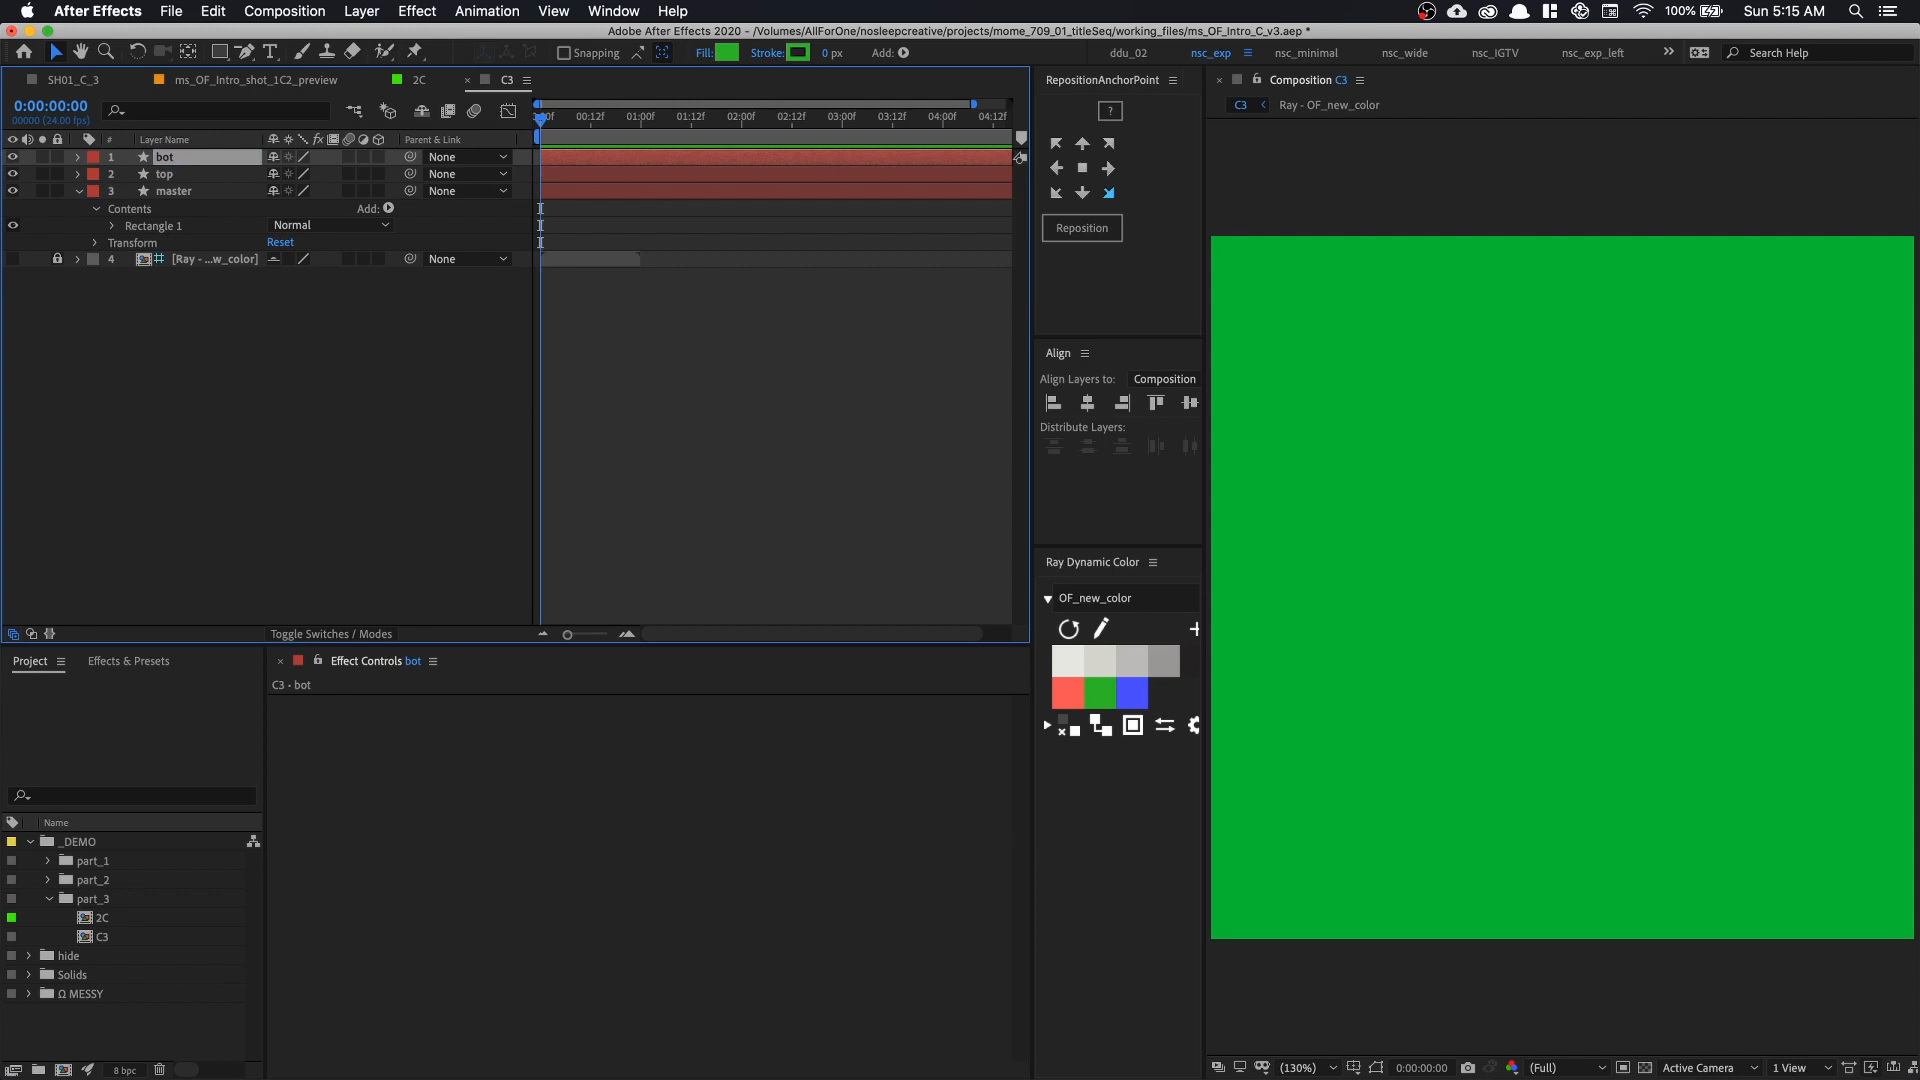 After Effects File Edit Composition Layer Effect Animation View Window Help 100% Sun 5:15 AM
Adobe After Effects 2020 - /Volumes/AllForOne/nosleepcreative/projects/mome_709_01_titleSeq/working_files/ms_OF_Intro_C_v3.aep *
Snapping Fill: Stroke: 0 px Add: ddu_02 nsc_exp nsc_minimal nsc_wide nsc_IGTV nsc_exp_left Search Help
SH01_C_3 ms_OF_Intro_shot_1C2_preview 2C C3
RepositionAnchorPoint
Composition C3
0:00:00:00
00000 (24.00 fps)
C3 Ray - OF_new_color
?
00:12f 01:00f 01:12f 02:00f 02:12f 03:00f 03:12f 04:00f 04:12f
# Layer Name Parent & Link
1 bot None
2 top None
3 master None
Contents Add:
Rectangle 1 Normal
Transform Reset
4 [Ray - ...w_color] None
Reposition
Align
Align Layers to: Composition
Distribute Layers:
Ray Dynamic Color
OF_new_color
Toggle Switches / Modes
Project Effects & Presets
Effect Controls bot
C3 • bot
Name
_DEMO
part_1
part_2
part_3
2C
C3
hide
Solids
Ω MESSY
8 bpc
(130%) 0:00:00:00 (Full) Active Camera 1 View